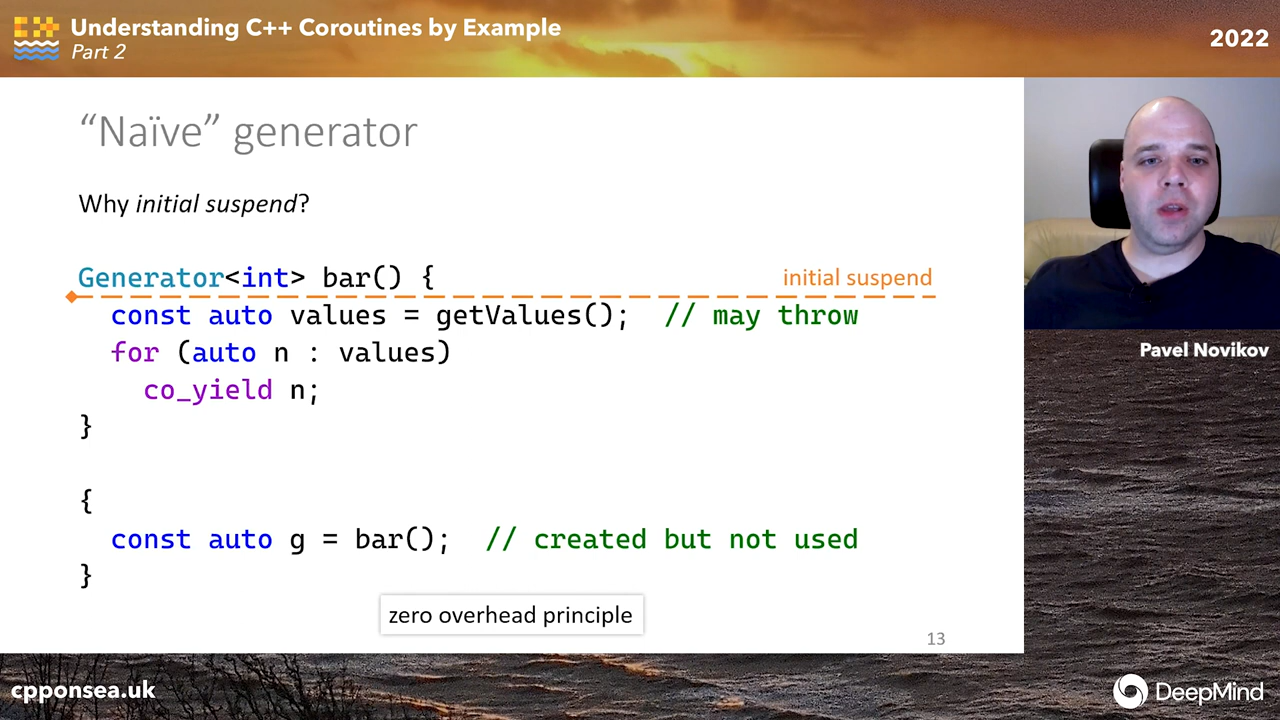 Understanding C++ Coroutines by Example
Part 2
2022
“Naïve” generator
Why initial suspend?
Generator<int> bar() {
initial suspend
const auto values = getValues(); // may throw
for (auto n : values)
co_yield n;
}
{
const auto g = bar(); // created but not used
}
zero overhead principle
13
Pavel Novikov
cpponsea.uk
DeepMind